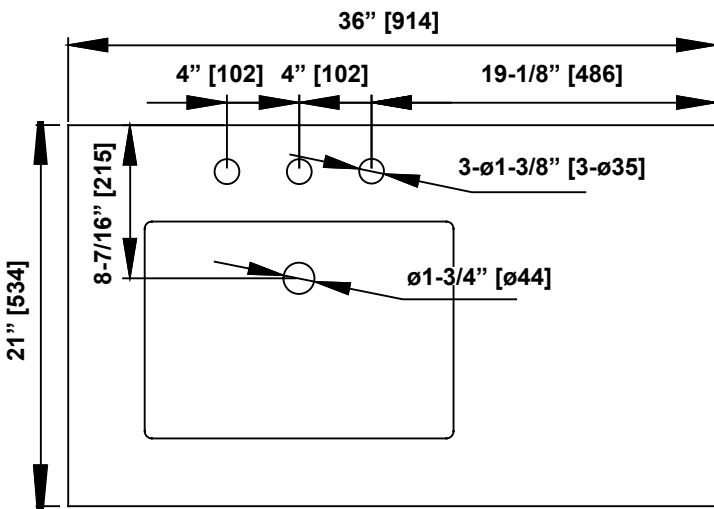 36” [914]
4” [102] 4” [102] 19-1/8” [486]
8-7/16” [215]
3-ø1-3/8” [3-ø35]
ø1-3/4” [ø44]
21” [534]